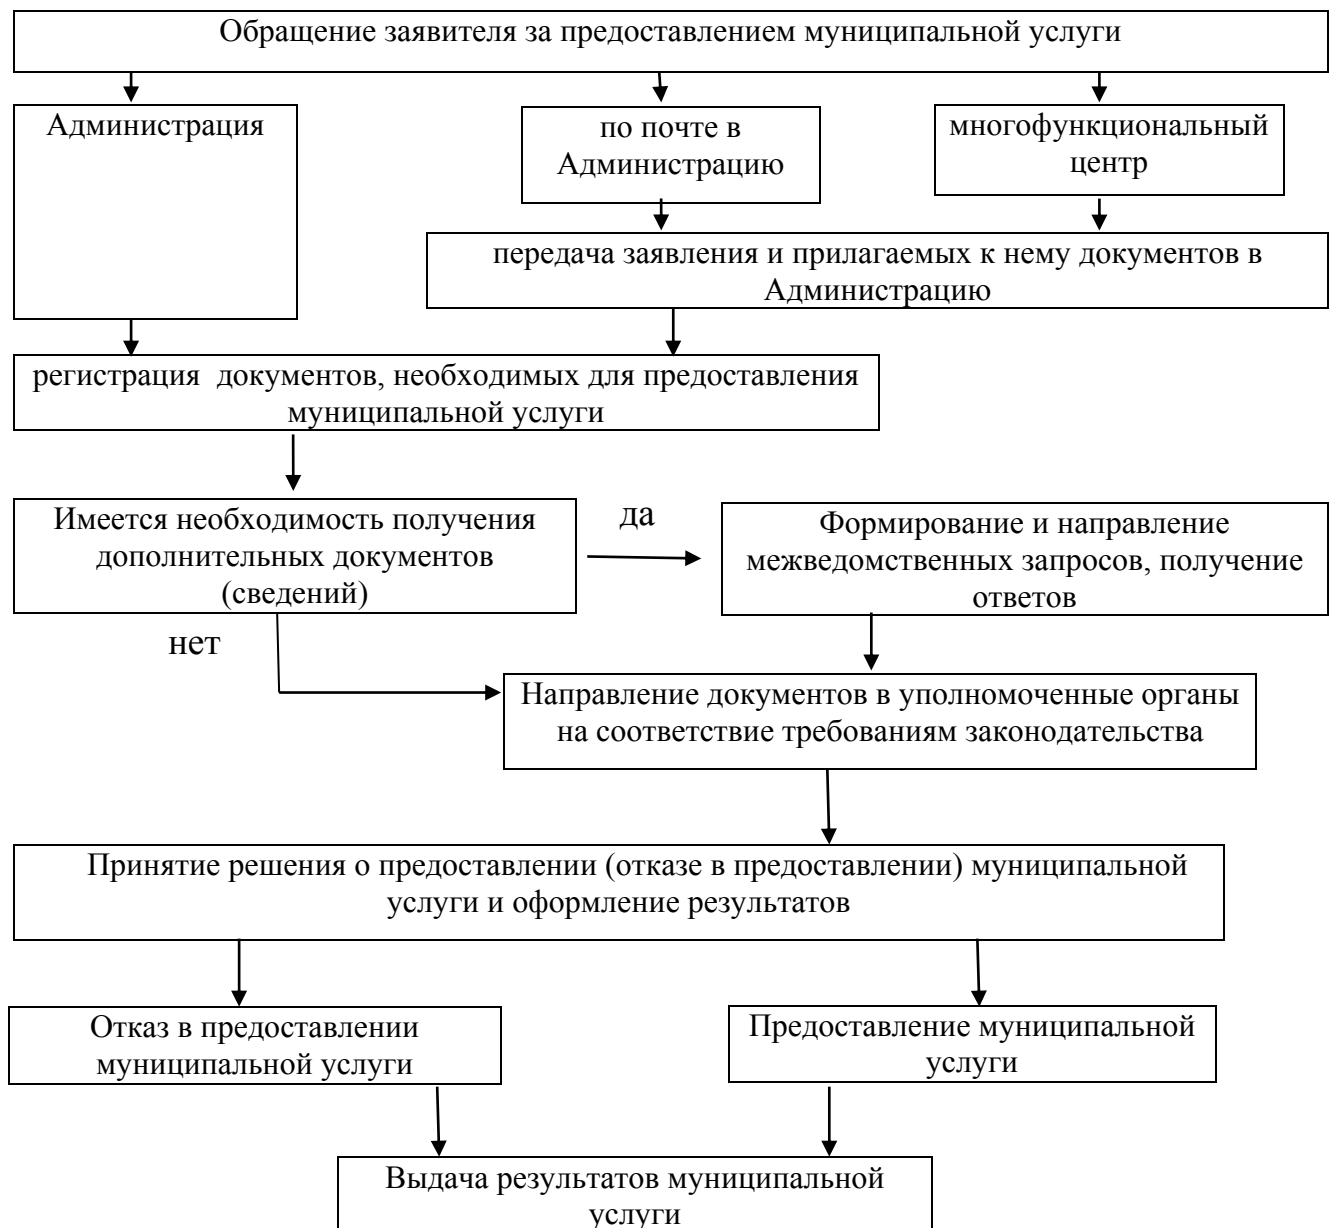 Обращение заявителя за предоставлением муниципальной услуги
Администрация
по почте в
Администрацию
многофункциональный
центр
передача заявления и прилагаемых к нему документов в
Администрацию
регистрация  документов, необходимых для предоставления
муниципальной услуги
Имеется необходимость получения
дополнительных документов
(сведений)
да
Формирование и направление
межведомственных запросов, получение
ответов
нет
Направление документов в уполномоченные органы
на соответствие требованиям законодательства
Принятие решения о предоставлении (отказе в предоставлении) муниципальной
услуги и оформление результатов
Отказ в предоставлении
муниципальной услуги
Предоставление муниципальной
услуги
Выдача результатов муниципальной
услуги